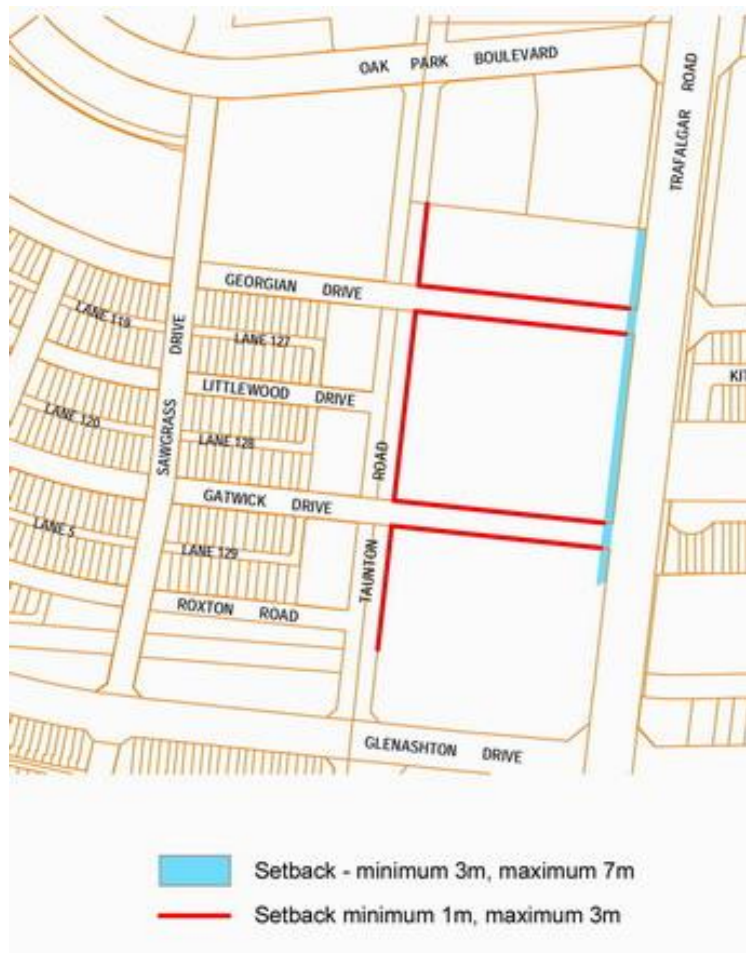 OAK PARK BOULEVARD
TRAFALGAR ROAD
GEORGIAN DRIVE
LANE 119
LANE 127
SAWGRASS DRIVE
LITTLEWOOD DRIVE
KIT
LANE 120
LANE 128
TAUNTON ROAD
GATWICK DRIVE
LANE 5
LANE 129
ROXTON ROAD
GLENASHTON DRIVE
Setback - minimum 3m, maximum 7m
Setback minimum 1m, maximum 3m